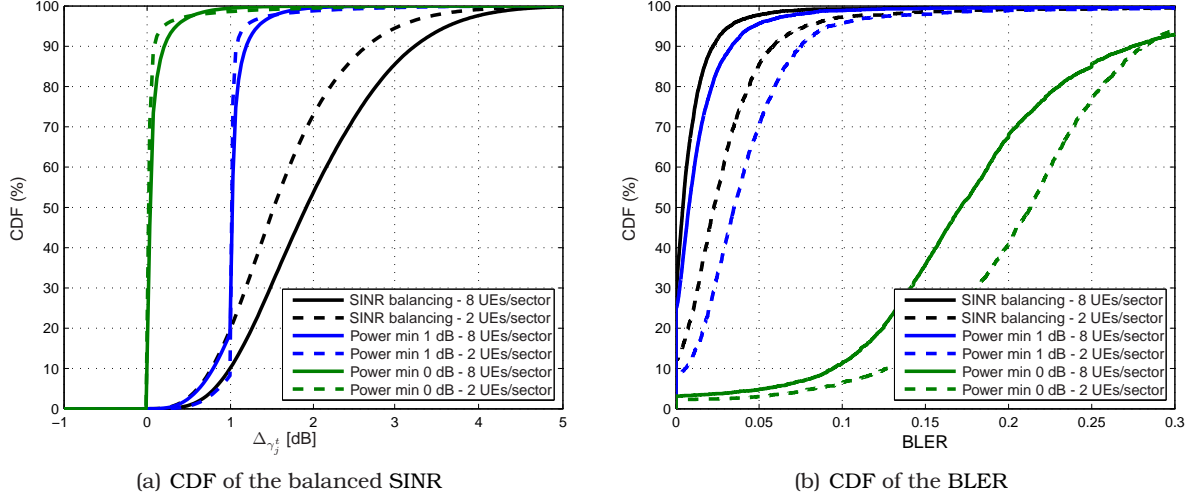 100
90
80
70
60
50
40
30
20
10
0
CDF (%)
−1
0
1
2
3
4
5
Δγ_j^t [dB]
SINR balancing - 8 UEs/sector
SINR balancing - 2 UEs/sector
Power min 1 dB - 8 UEs/sector
Power min 1 dB - 2 UEs/sector
Power min 0 dB - 8 UEs/sector
Power min 0 dB - 2 UEs/sector
(a) CDF of the balanced SINR
100
90
80
70
60
50
40
30
20
10
0
CDF (%)
0
0.05
0.1
0.15
0.2
0.25
0.3
BLER
SINR balancing - 8 UEs/sector
SINR balancing - 2 UEs/sector
Power min 1 dB - 8 UEs/sector
Power min 1 dB - 2 UEs/sector
Power min 0 dB - 8 UEs/sector
Power min 0 dB - 2 UEs/sector
(b) CDF of the BLER